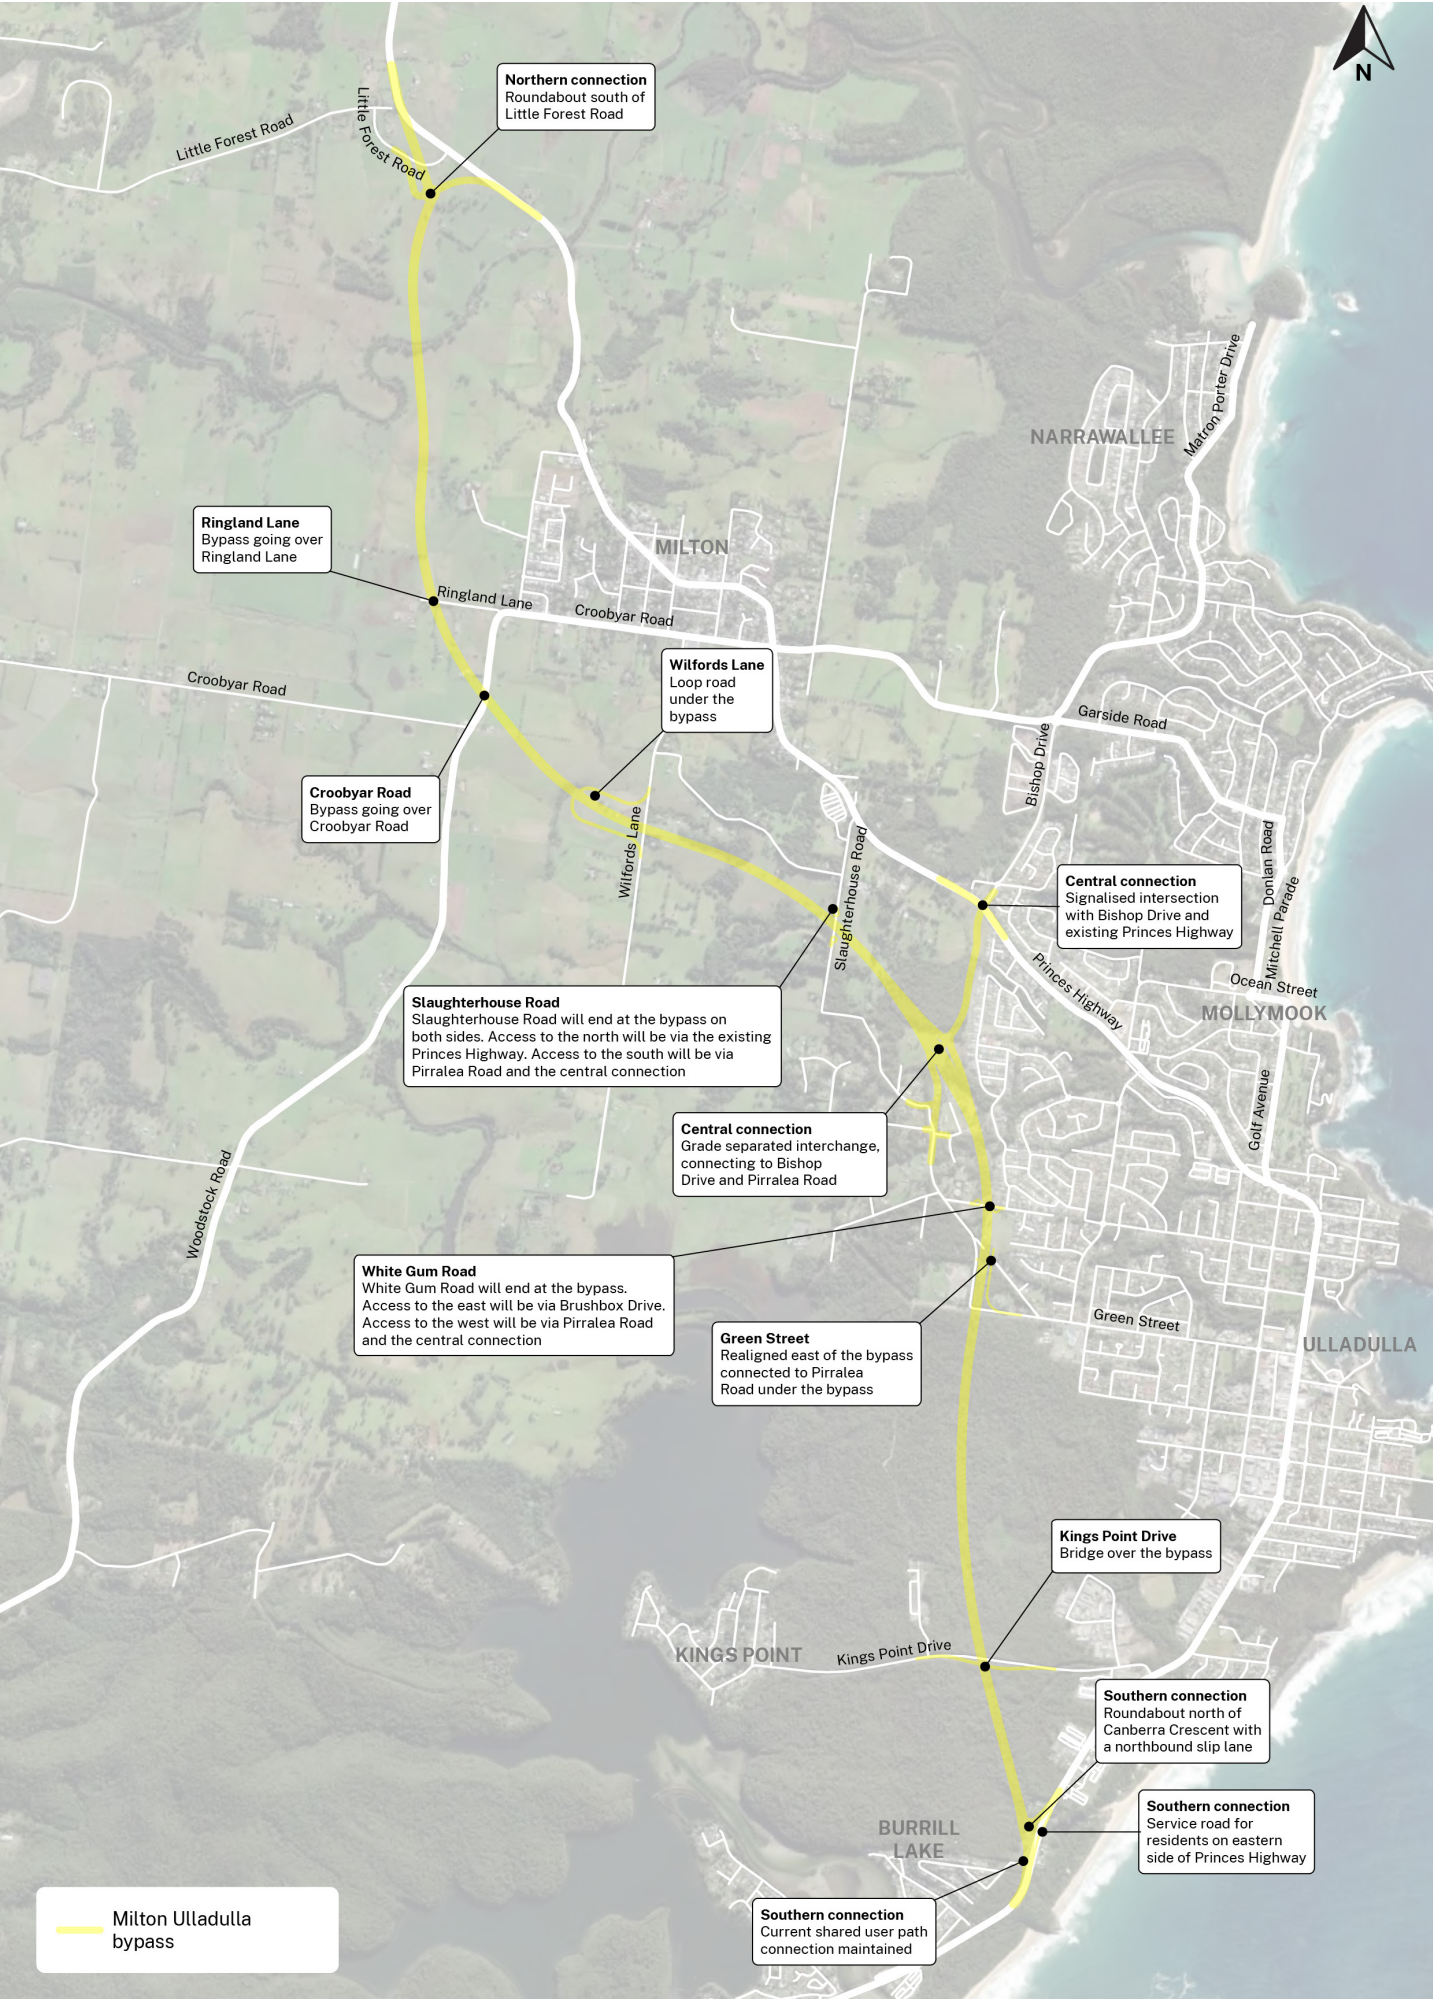 N
Northern connection
Roundabout south of
Little Forest Road
Little Forest Road
Little Forest Road
Matron Porter Drive
NARRAWALLEE
Ringland Lane
Bypass going over
Ringland Lane
MILTON
Ringland Lane
Croobyar Road
Wilfords Lane
Loop road
under the
bypass
Croobyar Road
Garside Road
Bishop Drive
Croobyar Road
Bypass going over
Croobyar Road
Wilfords Lane
Slaughterhouse Road
Donlan Road
Mitchell Parade
Central connection
Signalised intersection
with Bishop Drive and
existing Princes Highway
Princes Highway
Ocean Street
MOLLYMOOK
Slaughterhouse Road
Slaughterhouse Road will end at the bypass on
both sides. Access to the north will be via the existing
Princes Highway. Access to the south will be via
Pirralea Road and the central connection
Golf Avenue
Central connection
Grade separated interchange,
connecting to Bishop
Drive and Pirralea Road
Woodstock Road
White Gum Road
White Gum Road will end at the bypass.
Access to the east will be via Brushbox Drive.
Access to the west will be via Pirralea Road
and the central connection
Green Street
Green Street
Realigned east of the bypass
connected to Pirralea
Road under the bypass
ULLADULLA
Kings Point Drive
Bridge over the bypass
KINGS POINT
Kings Point Drive
Southern connection
Roundabout north of
Canberra Crescent with
a northbound slip lane
Southern connection
Service road for
residents on eastern
side of Princes Highway
BURRILL
LAKE
Southern connection
Current shared user path
connection maintained
Milton Ulladulla
bypass